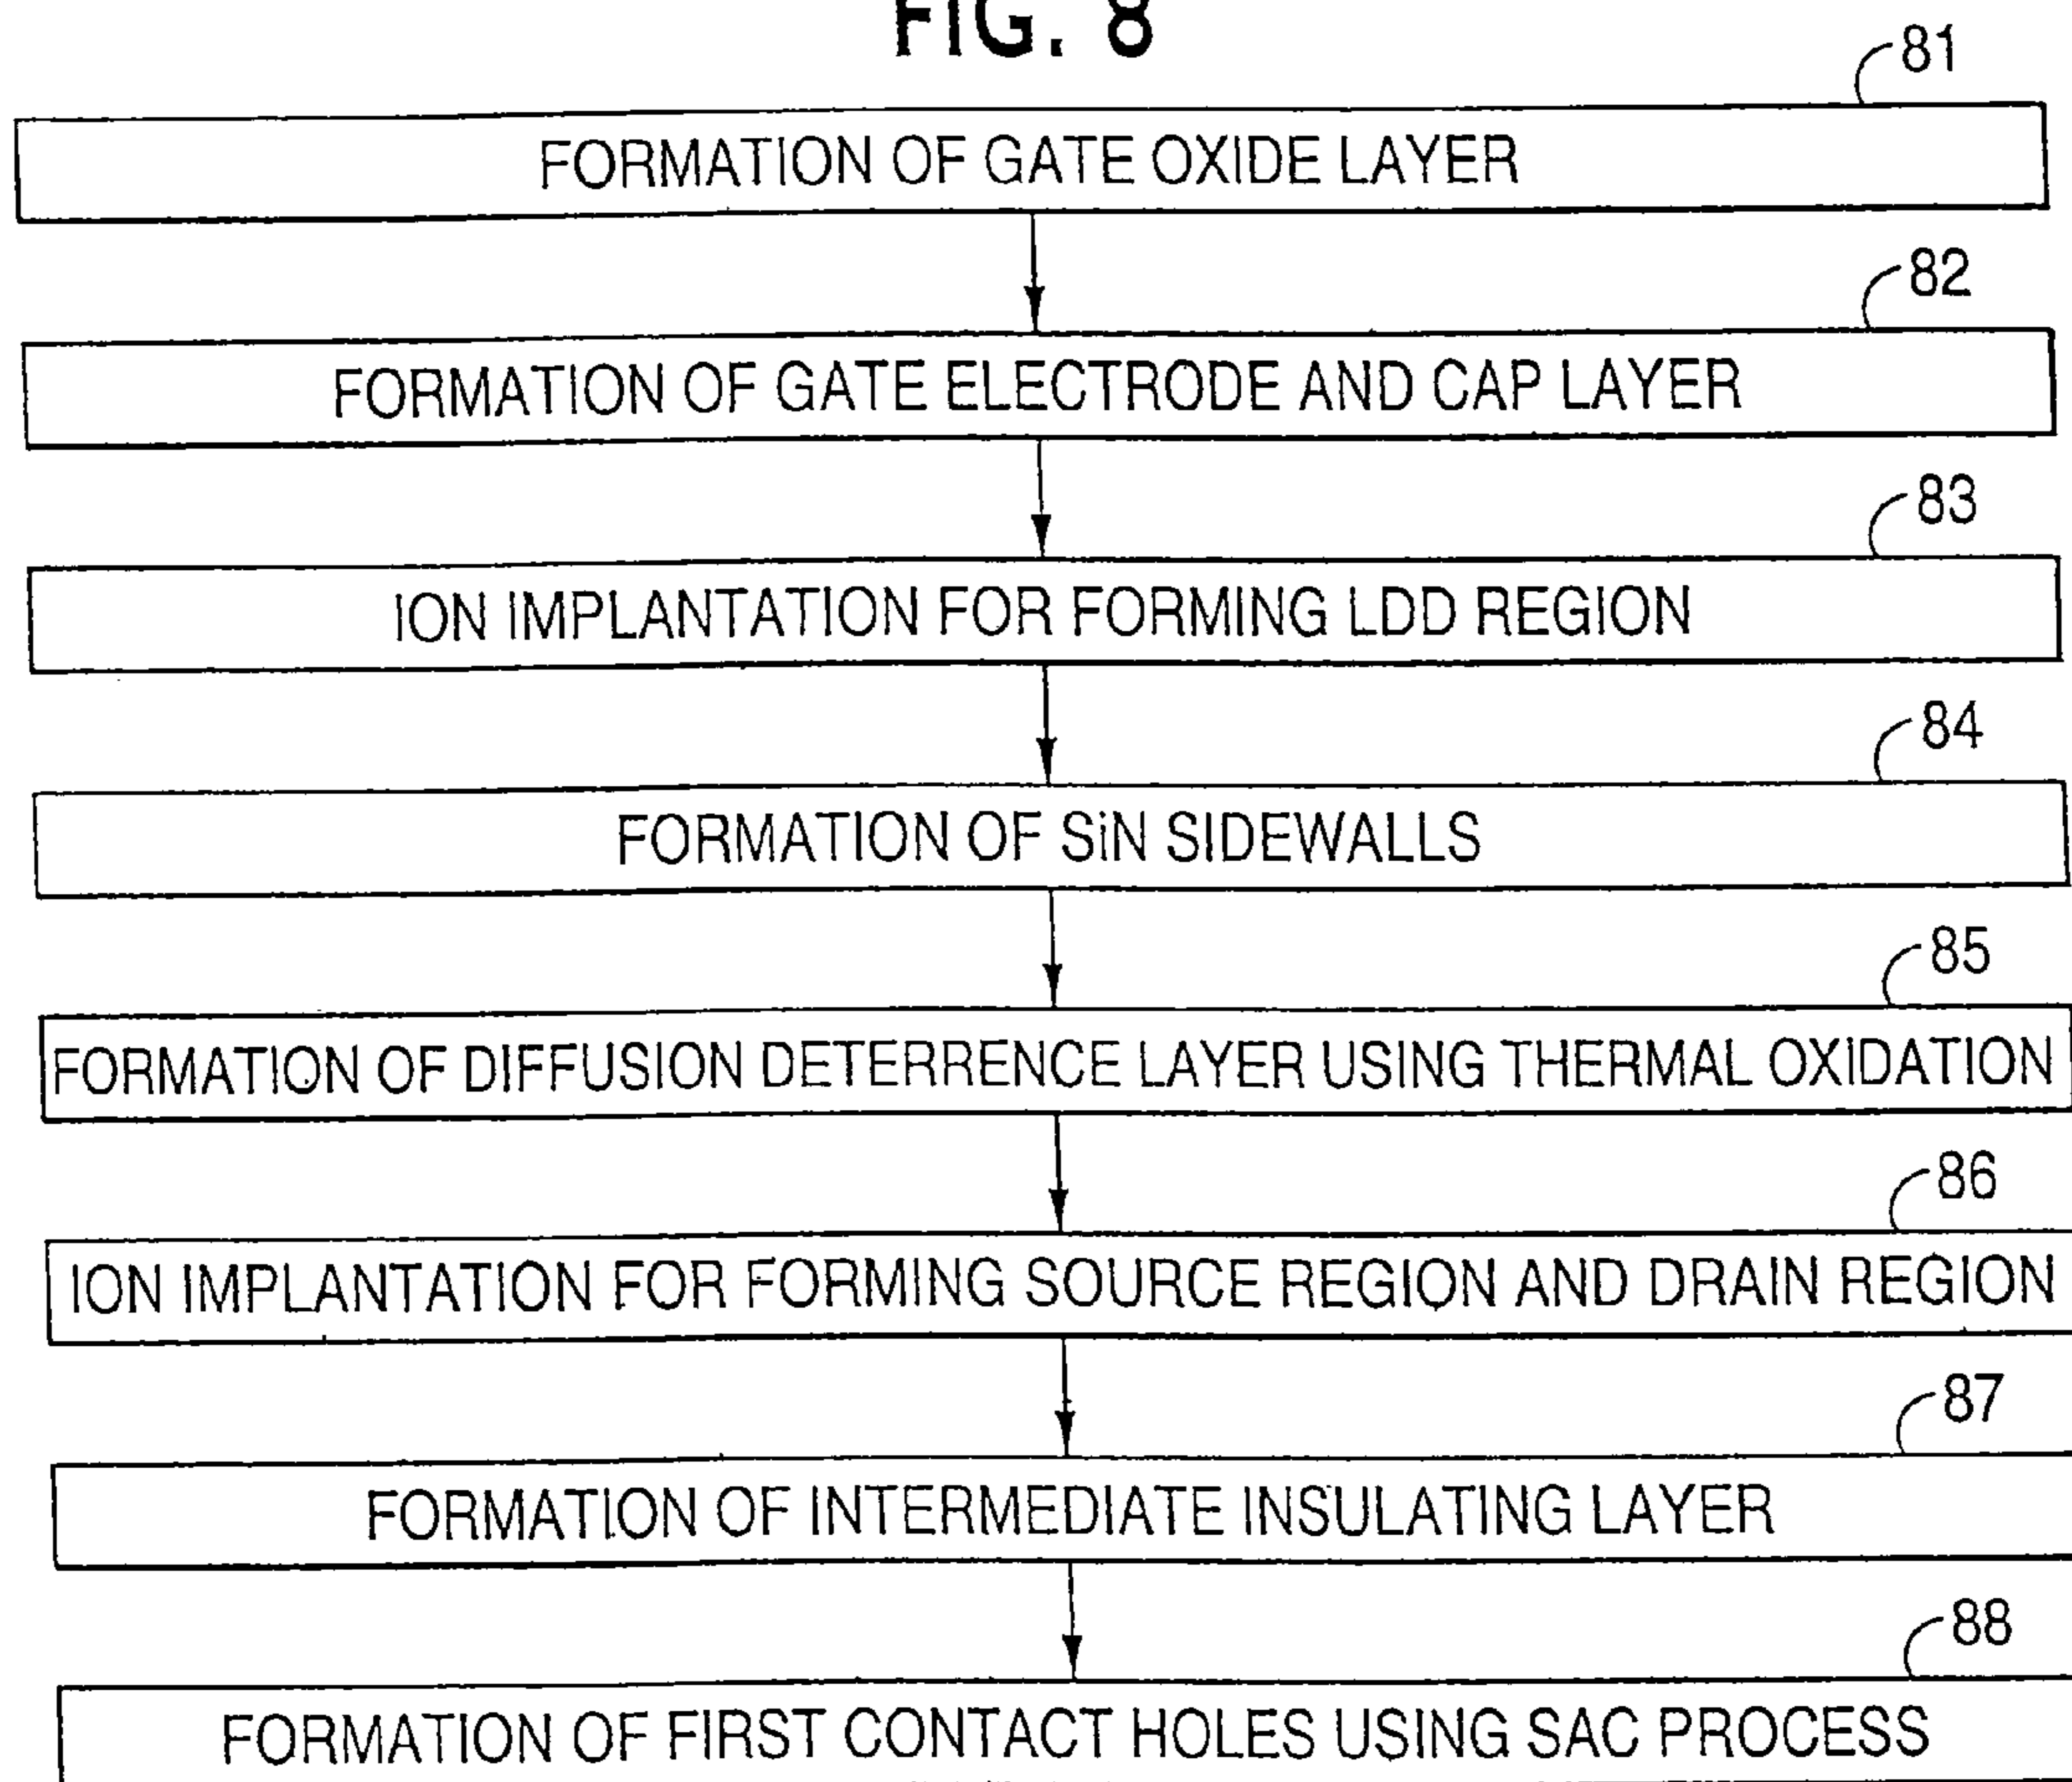 FIG. 8
81
FORMATION OF GATE OXIDE LAYER
82
FORMATION OF GATE ELECTRODE AND CAP LAYER
83
ION IMPLANTATION FOR FORMING LDD REGION
84
FORMATION OF SiN SIDEWALLS
85
FORMATION OF DIFFUSION DETERRENCE LAYER USING THERMAL OXIDATION
86
ION IMPLANTATION FOR FORMING SOURCE REGION AND DRAIN REGION
87
FORMATION OF INTERMEDIATE INSULATING LAYER
88
FORMATION OF FIRST CONTACT HOLES USING SAC PROCESS